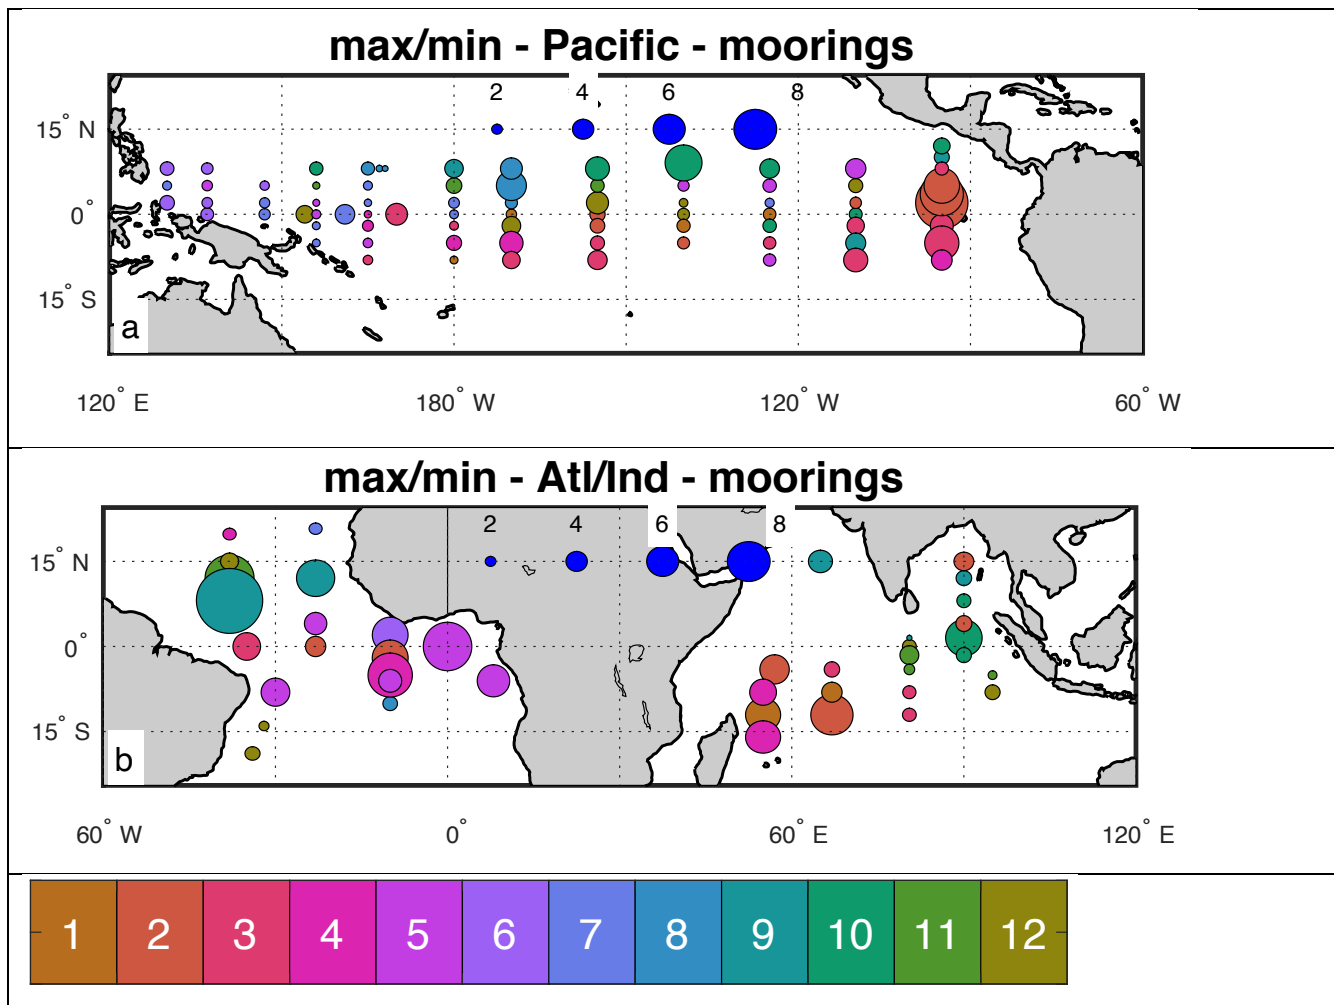 max/min - Pacific - moorings
2 4 6 8
15° N
0°
15° S
a
120° E 180° W 120° W 60° W
max/min - Atl/Ind - moorings
2 4 6 8
15° N
0°
15° S
b
60° W 0° 60° E 120° E
1 2 3 4 5 6 7 8 9 10 11 12